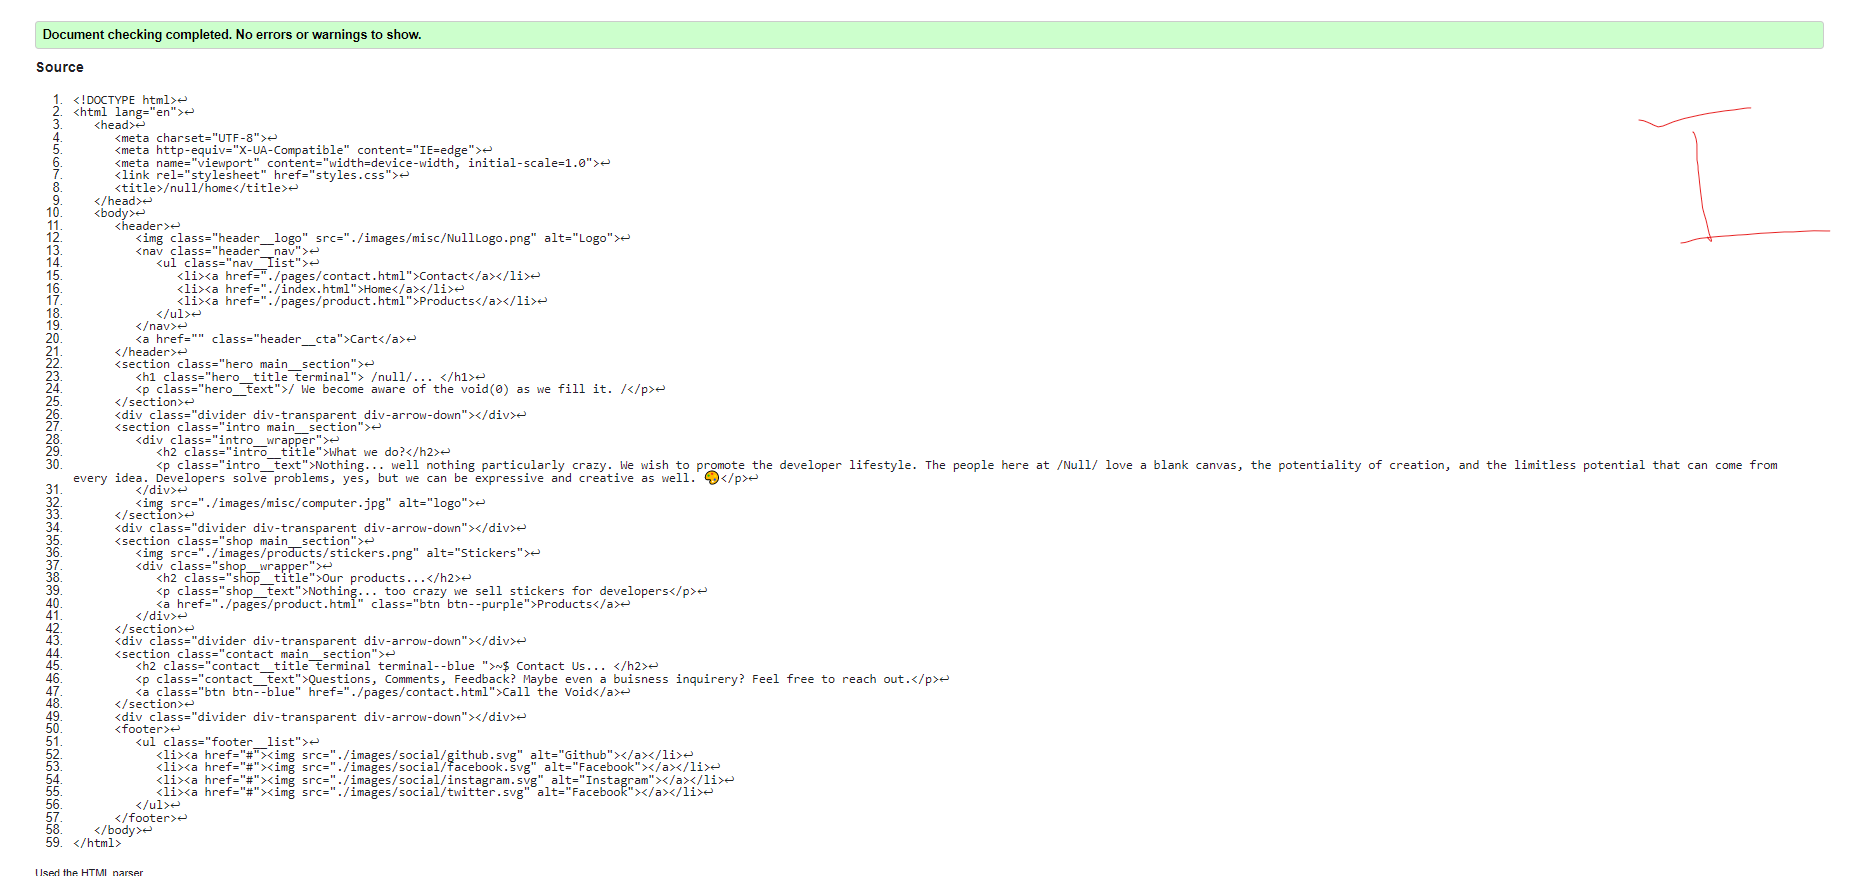 Document checking completed. No errors or warnings to show.
Source
1. <!DOCTYPE html>↩
2. <html lang="en">↩
3. <head>↩
4. <meta charset="UTF-8">↩
5. <meta http-equiv="X-UA-Compatible" content="IE=edge">↩
6. <meta name="viewport" content="width=device-width, initial-scale=1.0">↩
7. <link rel="stylesheet" href="styles.css">↩
8. <title>/null/home</title>↩
9. </head>↩
10. <body>↩
11. <header>↩
12. <img class="header__logo" src="./images/misc/NullLogo.png" alt="Logo">↩
13. <nav class="header__nav">↩
14. <ul class="nav__list">↩
15. <li><a href="./pages/contact.html">Contact</a></li>↩
16. <li><a href="./index.html">Home</a></li>↩
17. <li><a href="./pages/product.html">Products</a></li>↩
18. </ul>↩
19. </nav>↩
20. <a href="" class="header__cta">Cart</a>↩
21. </header>↩
22. <section class="hero main__section">↩
23. <h1 class="hero__title terminal"> /null/... </h1>↩
24. <p class="hero__text">/ We become aware of the void(0) as we fill it. /</p>↩
25. </section>↩
26. <div class="divider div-transparent div-arrow-down"></div>↩
27. <section class="intro main__section">↩
28. <div class="intro__wrapper">↩
29. <h2 class="intro__title">What we do?</h2>↩
30. <p class="intro__text">Nothing... well nothing particularly crazy. We wish to promote the developer lifestyle. The people here at /Null/ love a blank canvas, the potentiality of creation, and the limitless potential that can come from
every idea. Developers solve problems, yes, but we can be expressive and creative as well. 🎨</p>↩
31. </div>↩
32. <img src="./images/misc/computer.jpg" alt="logo">↩
33. </section>↩
34. <div class="divider div-transparent div-arrow-down"></div>↩
35. <section class="shop main__section">↩
36. <img src="./images/products/stickers.png" alt="Stickers">↩
37. <div class="shop__wrapper">↩
38. <h2 class="shop__title">Our products...</h2>↩
39. <p class="shop__text">Nothing... too crazy we sell stickers for developers</p>↩
40. <a href="./pages/product.html" class="btn btn--purple">Products</a>↩
41. </div>↩
42. </section>↩
43. <div class="divider div-transparent div-arrow-down"></div>↩
44. <section class="contact main__section">↩
45. <h2 class="contact__title terminal terminal--blue ">~$ Contact Us... </h2>↩
46. <p class="contact__text">Questions, Comments, Feedback? Maybe even a buisness inquirery? Feel free to reach out.</p>↩
47. <a class="btn btn--blue" href="./pages/contact.html">Call the Void</a>↩
48. </section>↩
49. <div class="divider div-transparent div-arrow-down"></div>↩
50. <footer>↩
51. <ul class="footer__list">↩
52. <li><a href="#"><img src="./images/social/github.svg" alt="Github"></a></li>↩
53. <li><a href="#"><img src="./images/social/facebook.svg" alt="Facebook"></a></li>↩
54. <li><a href="#"><img src="./images/social/instagram.svg" alt="Instagram"></a></li>↩
55. <li><a href="#"><img src="./images/social/twitter.svg" alt="Facebook"></a></li>↩
56. </ul>↩
57. </footer>↩
58. </body>↩
59. </html>
Used the HTML parser